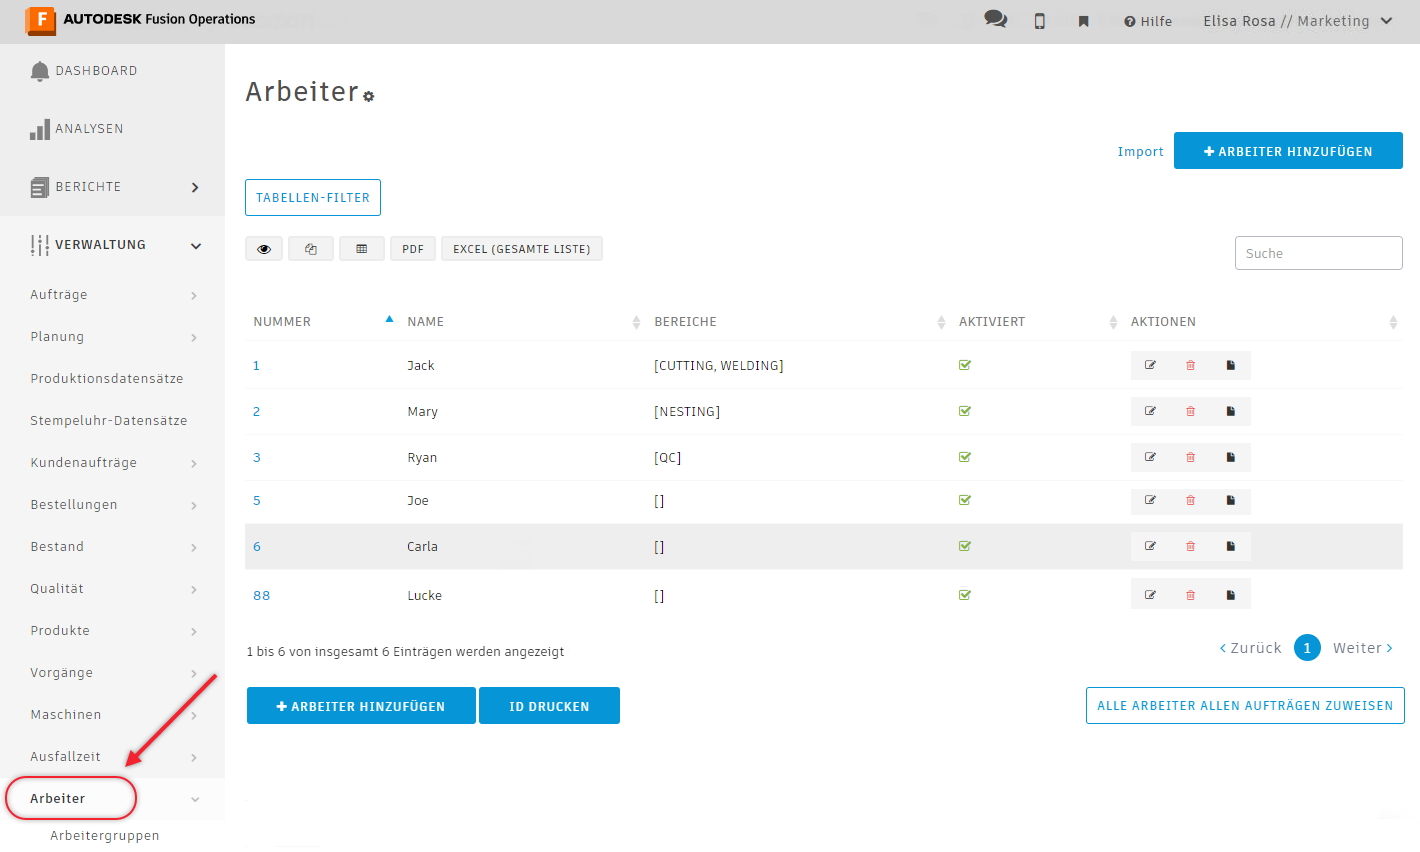 F AUTODESK Fusion Operations
Hilfe
Elisa Rosa // Marketing
DASHBOARD
ANALYSEN
BERICHTE
VERWALTUNG
Aufträge
Planung
Produktionsdatensätze
Stempeluhr-Datensätze
Kundenaufträge
Bestellungen
Bestand
Qualität
Produkte
Vorgänge
Maschinen
Ausfallzeit
Arbeiter
Arbeitergruppen
Arbeiter
Import
ARBEITER HINZUFÜGEN
TABELLEN-FILTER
PDF EXCEL (GESAMTE LISTE)
Suche
NUMMER NAME BEREICHE AKTIVIERT AKTIONEN
1 Jack [CUTTING, WELDING]
2 Mary [NESTING]
3 Ryan [QC]
5 Joe []
6 Carla []
88 Lucke []
1 bis 6 von insgesamt 6 Einträgen werden angezeigt
Zurück 1 Weiter
ARBEITER HINZUFÜGEN
ID DRUCKEN
ALLE ARBEITER ALLEN AUFTRÄGEN ZUWEISEN